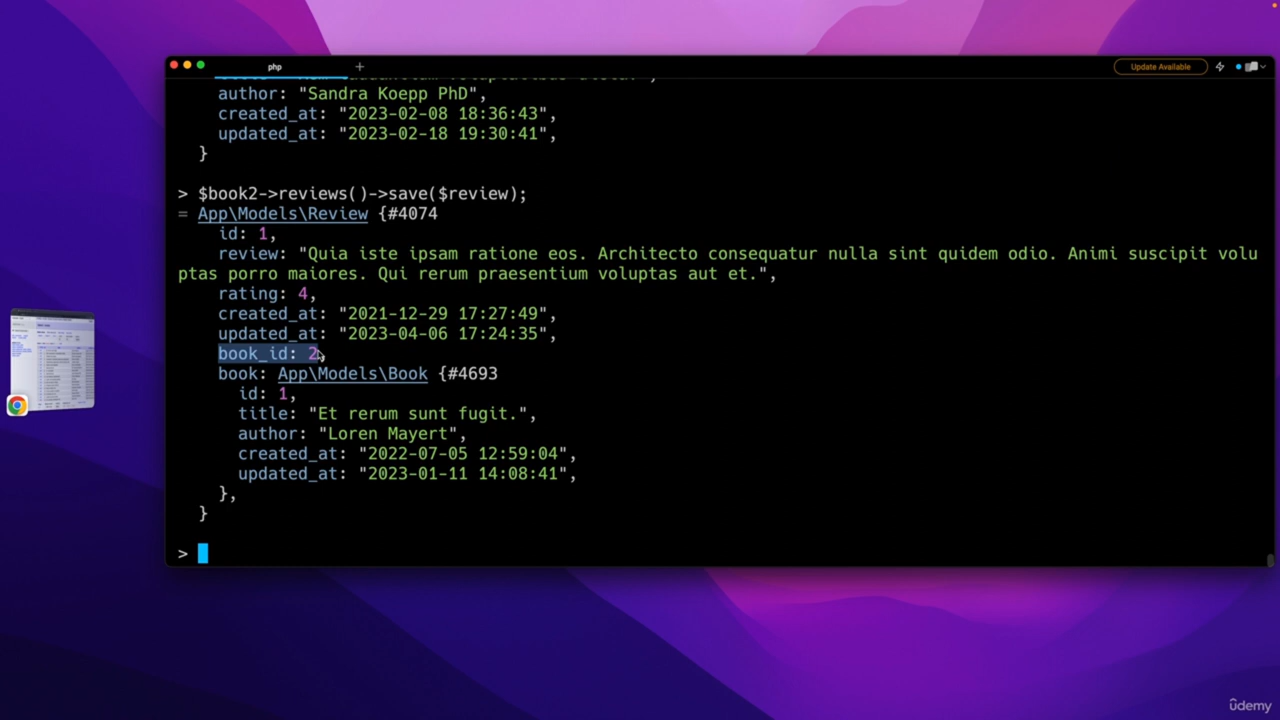 php
+
Update Available
author: "Sandra Koepp PhD",
created_at: "2023-02-08 18:36:43",
updated_at: "2023-02-18 19:30:41",
}
> $book2->reviews()->save($review);
= App\Models\Review {#4074
id: 1,
review: "Quia iste ipsam ratione eos. Architecto consequatur nulla sint quidem odio. Animi suscipit volu
ptas porro maiores. Qui rerum praesentium voluptas aut et.",
rating: 4,
created_at: "2021-12-29 17:27:49",
updated_at: "2023-04-06 17:24:35",
book_id: 2,
book: App\Models\Book {#4693
id: 1,
title: "Et rerum sunt fugit.",
author: "Loren Mayert",
created_at: "2022-07-05 12:59:04",
updated_at: "2023-01-11 14:08:41",
},
}
>
ûdemy